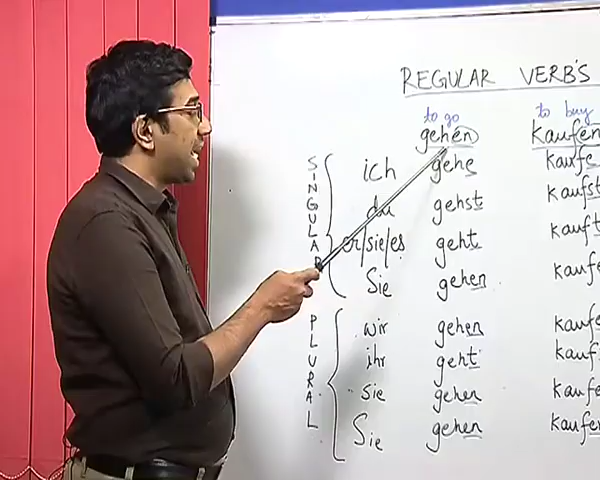 REGULAR VERB'S
to go to buy
gehen kaufen
SINGULAR
ich gehe kaufe
du gehst kaufst
er/sie/es geht kauft
Sie gehen
PLURAL
wir gehen
ihr geht
sie gehen
Sie gehen kaufen